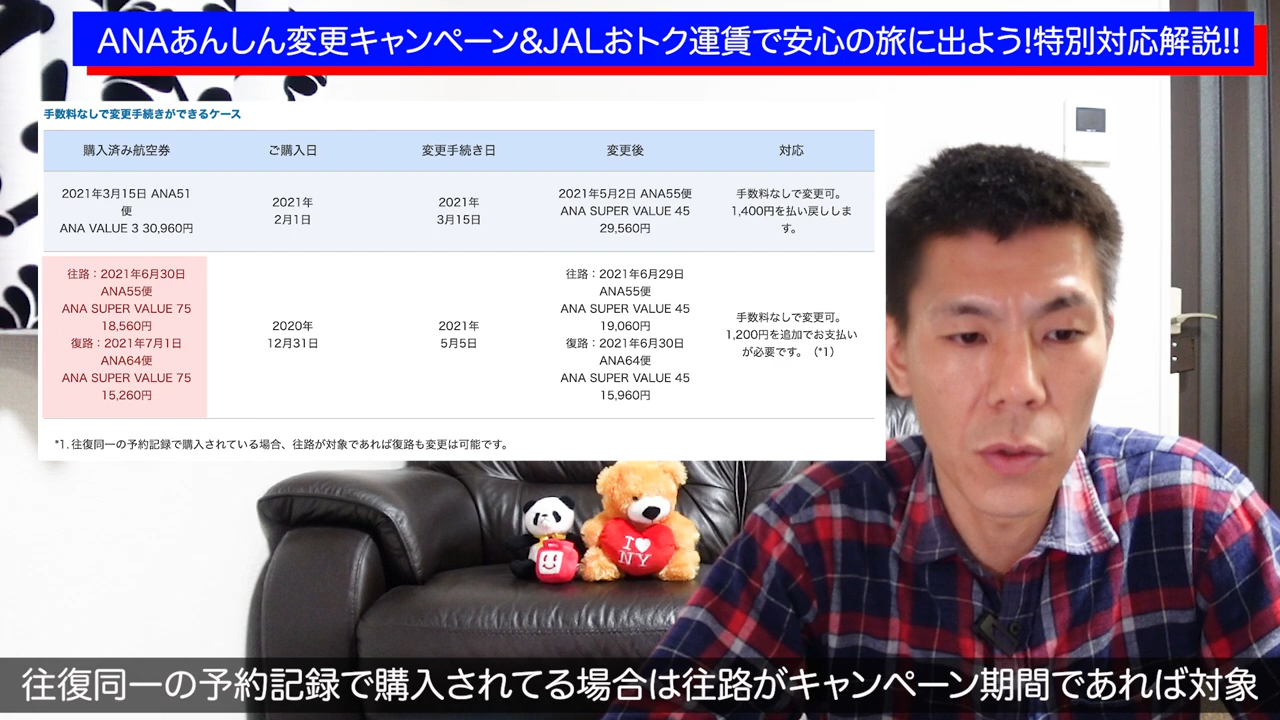 ANAあんしん変更キャンペーン&JALおトク運賃で安心の旅に出よう!特別対応解説!!
手数料なしで変更手続きができるケース
購入済み航空券 ご購入日 変更手続き日 変更後 対応
2021年3月15日 ANA51
便
ANA VALUE 3 30,960円
2021年
2月1日
2021年
3月15日
2021年5月2日 ANA55便
ANA SUPER VALUE 45
29,560円
手数料なしで変更可。
1,400円を払い戻ししま
す。
往路：2021年6月30日
ANA55便
ANA SUPER VALUE 75
18,560円
復路：2021年7月1日
ANA64便
ANA SUPER VALUE 75
15,260円
2020年
12月31日
2021年
5月5日
往路：2021年6月29日
ANA55便
ANA SUPER VALUE 45
19,060円
復路：2021年6月30日
ANA64便
ANA SUPER VALUE 45
15,960円
手数料なしで変更可。
1,200円を追加でお支払い
が必要です。（*1）
*1. 往復同一の予約記録で購入されている場合、往路が対象であれば復路も変更は可能です。
I
NY
往復同一の予約記録で購入されてる場合は往路がキャンペーン期間であれば対象